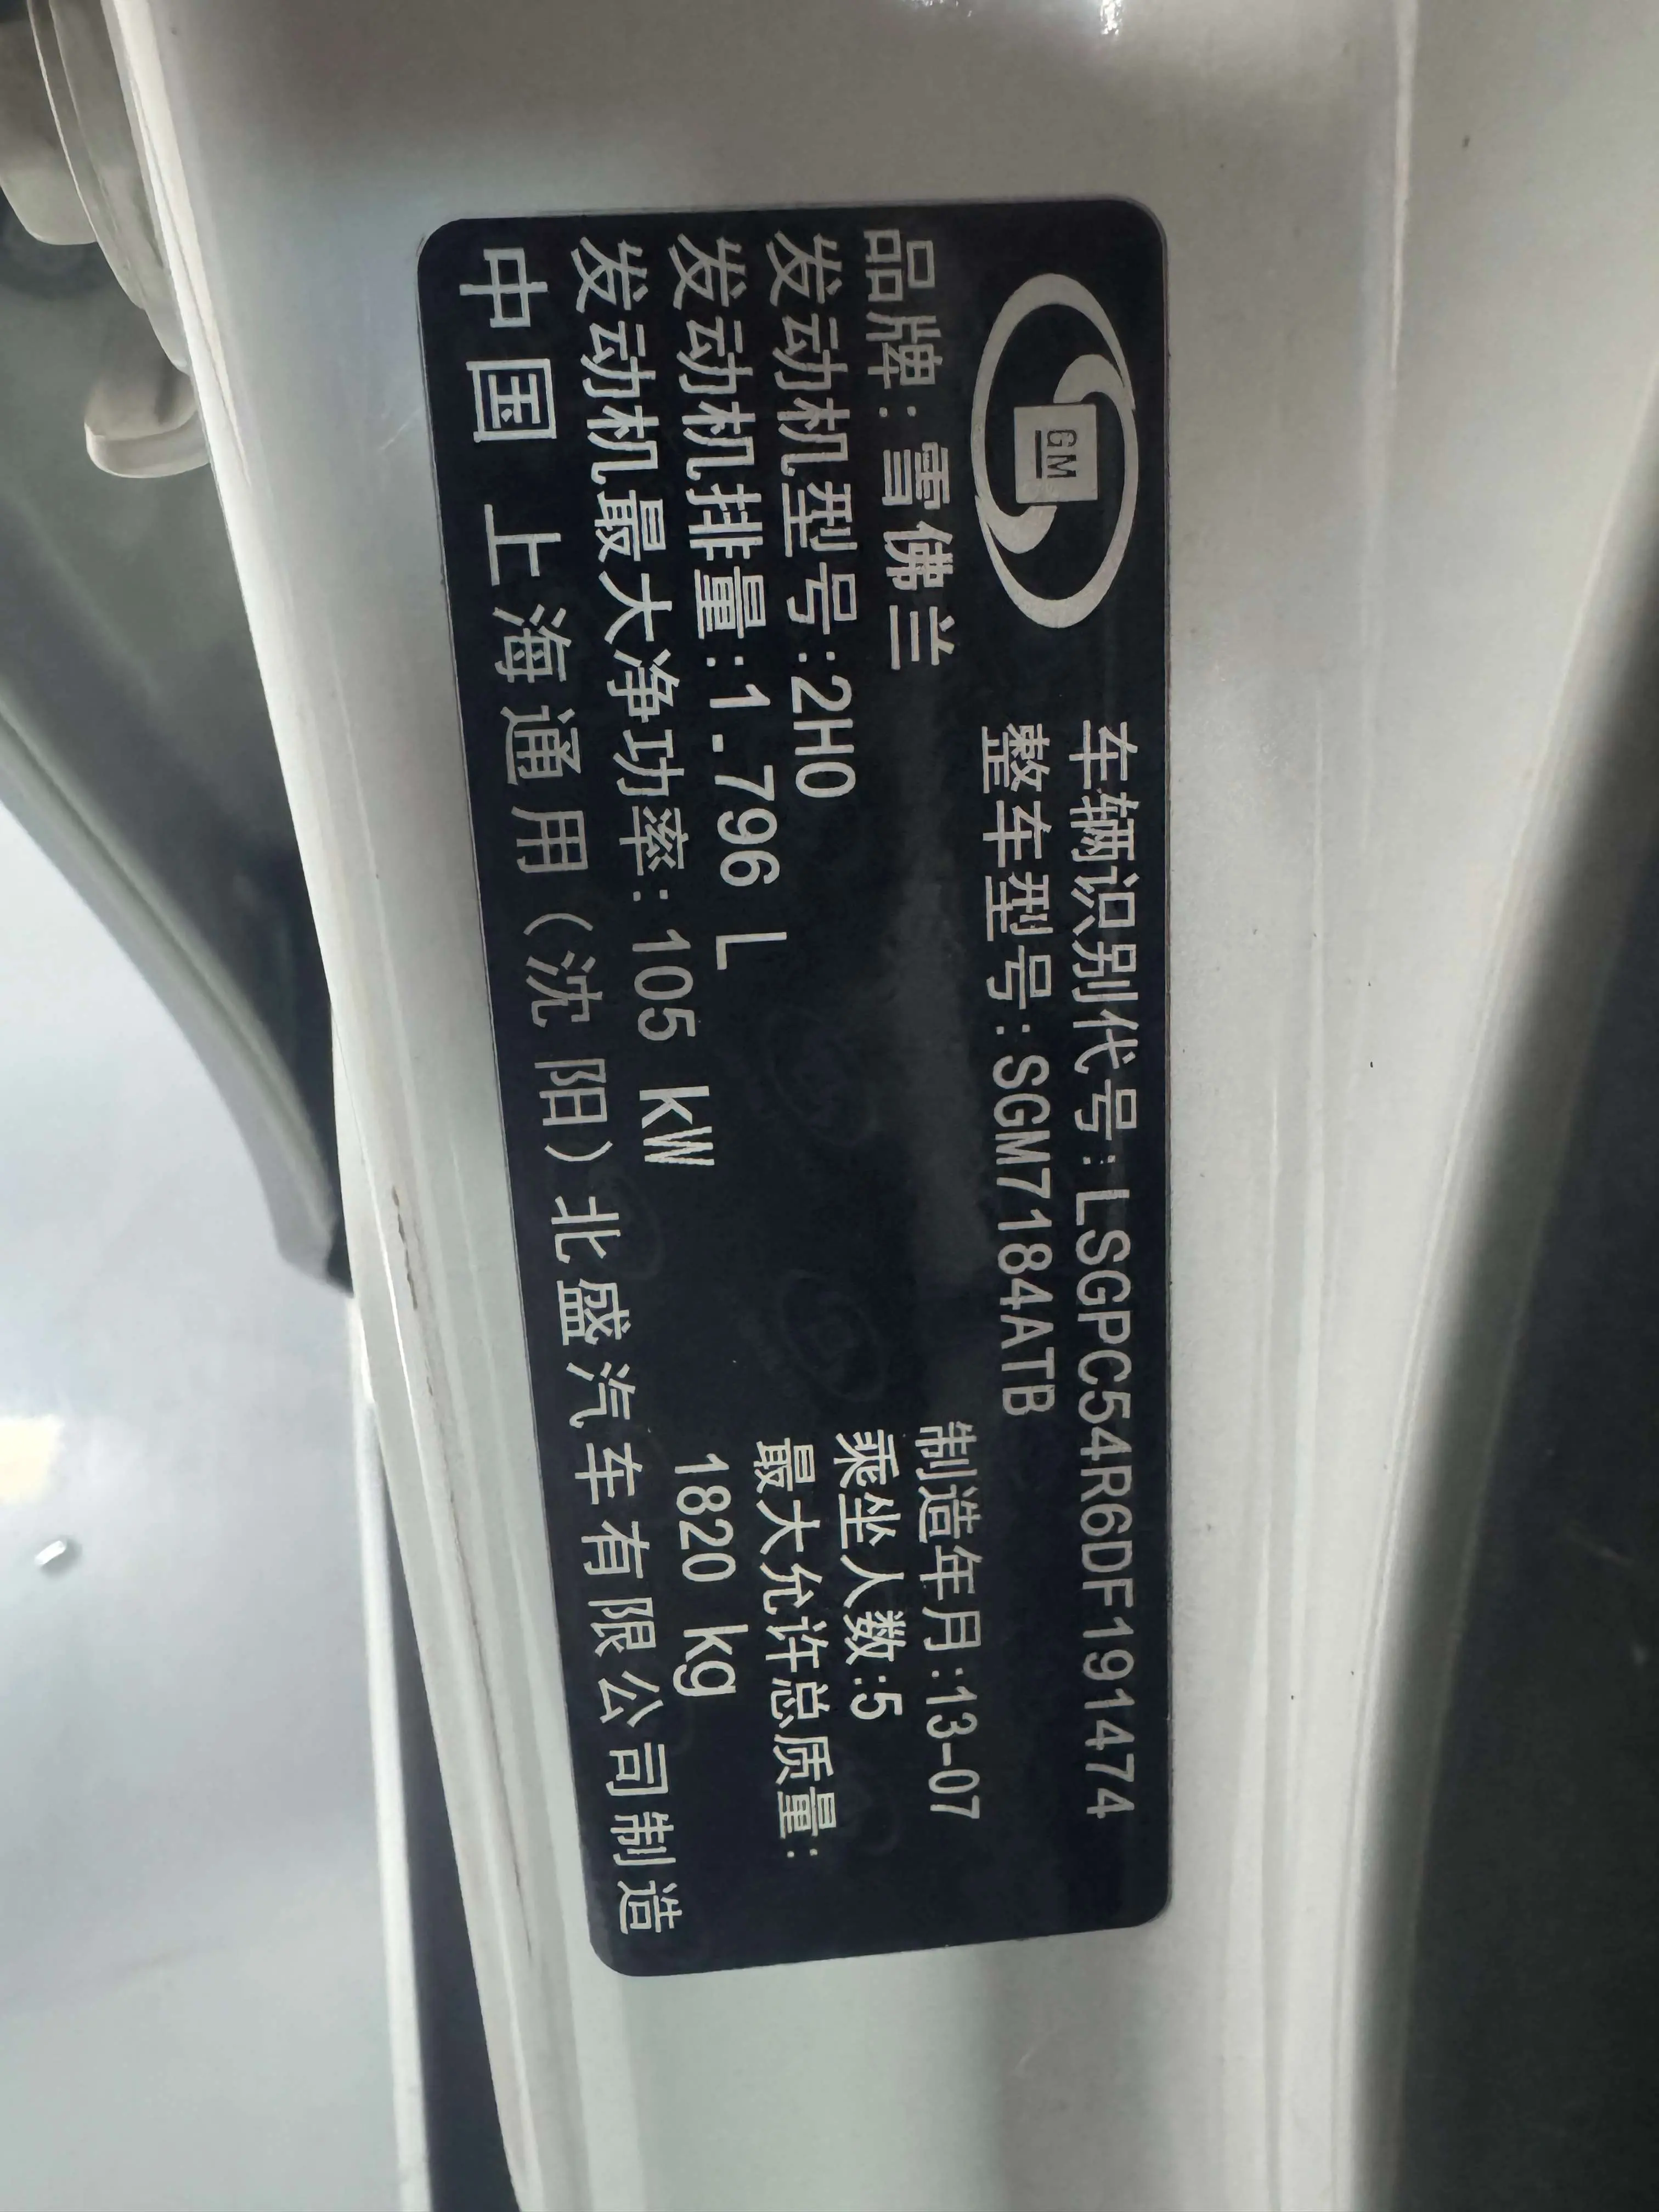 GM
车辆识别代号:LSGPC54R6DF191474
整车型号:SGM7184ATB
品牌:雪佛兰
制造年月:13-07
发动机型号:2H0
乘坐人数:5
发动机排量:1.796 L
最大允许总质量:
发动机最大净功率:105 kW
1820 kg
中国 上海通用(沈阳)北盛汽车有限公司制造